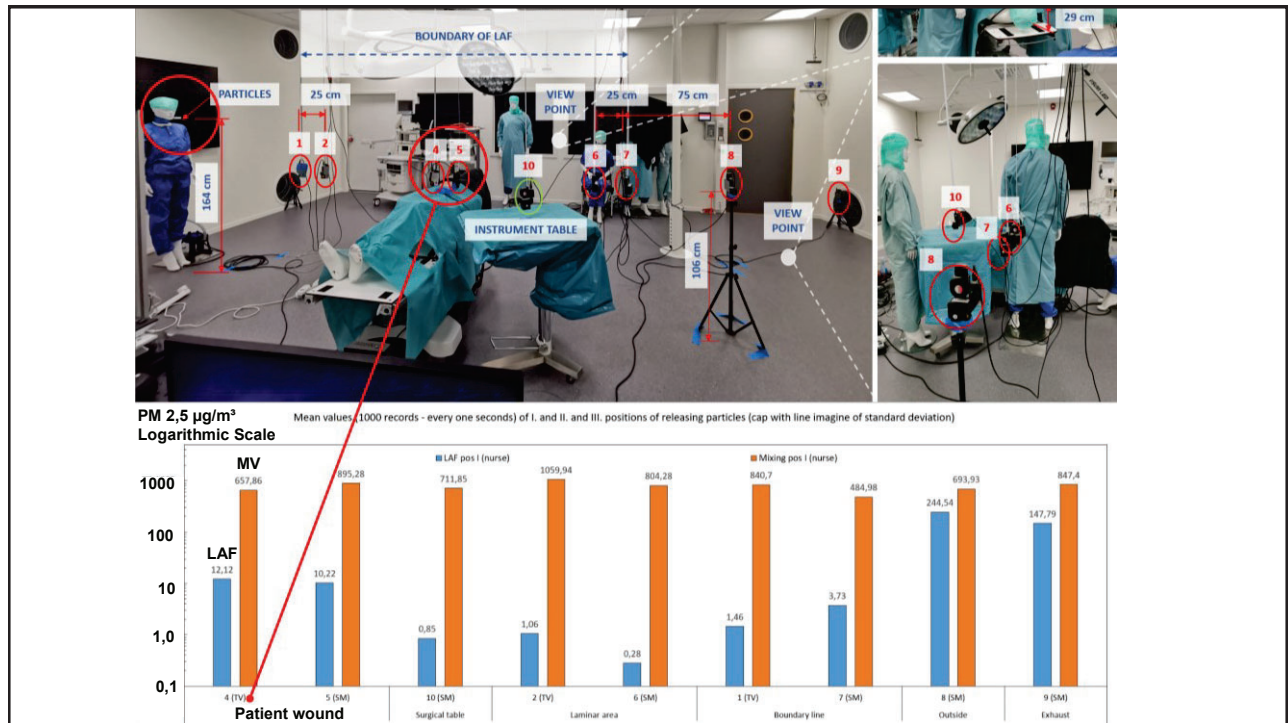 29 cm
BOUNDARY OF LAF
PARTICLES
25 cm
VIEW POINT
25 cm
75 cm
1
2
4
5
10
6
7
8
9
164 cm
INSTRUMENT TABLE
VIEW POINT
106 cm
10
6
7
8
PM 2,5 µg/m³
Logarithmic Scale
Mean values (1000 records - every one seconds) of I. and II. and III. positions of releasing particles (cap with line imagine of standard deviation)
LAF pos I (nurse)
Mixing pos I (nurse)
MV
LAF
1000
100
10
1,0
0,1
12,12
657,86
10,22
895,28
0,85
711,85
1,06
1059,94
0,28
804,28
1,46
840,7
3,73
484,98
244,54
693,93
147,79
847,4
4 (TV)
5 (SM)
10 (SM)
2 (TV)
6 (SM)
1 (TV)
7 (SM)
8 (SM)
9 (SM)
Patient wound
Surgical table
Laminar area
Boundary line
Outside
Exhaust